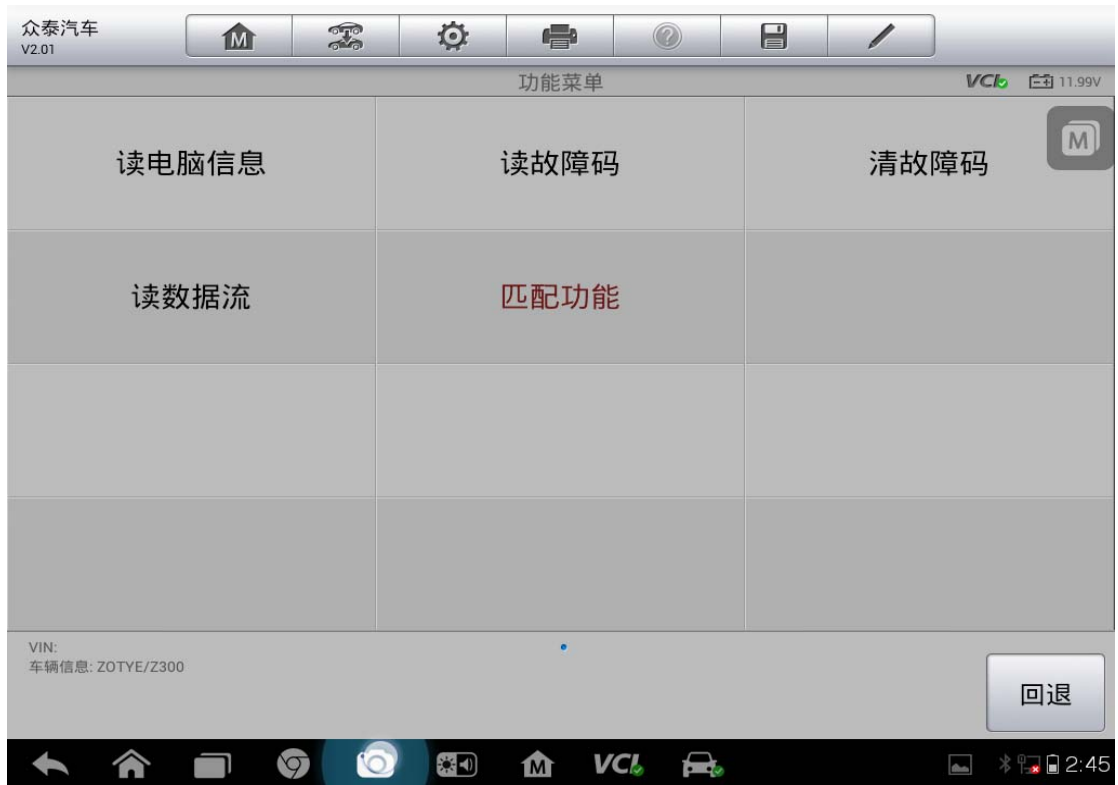 众泰汽车
V2.01
M
功能菜单
VCI
11.99V
M
读电脑信息
读故障码
清故障码
读数据流
匹配功能
VIN:
车辆信息: ZOTYE/Z300
回退
M
VCI
2:45